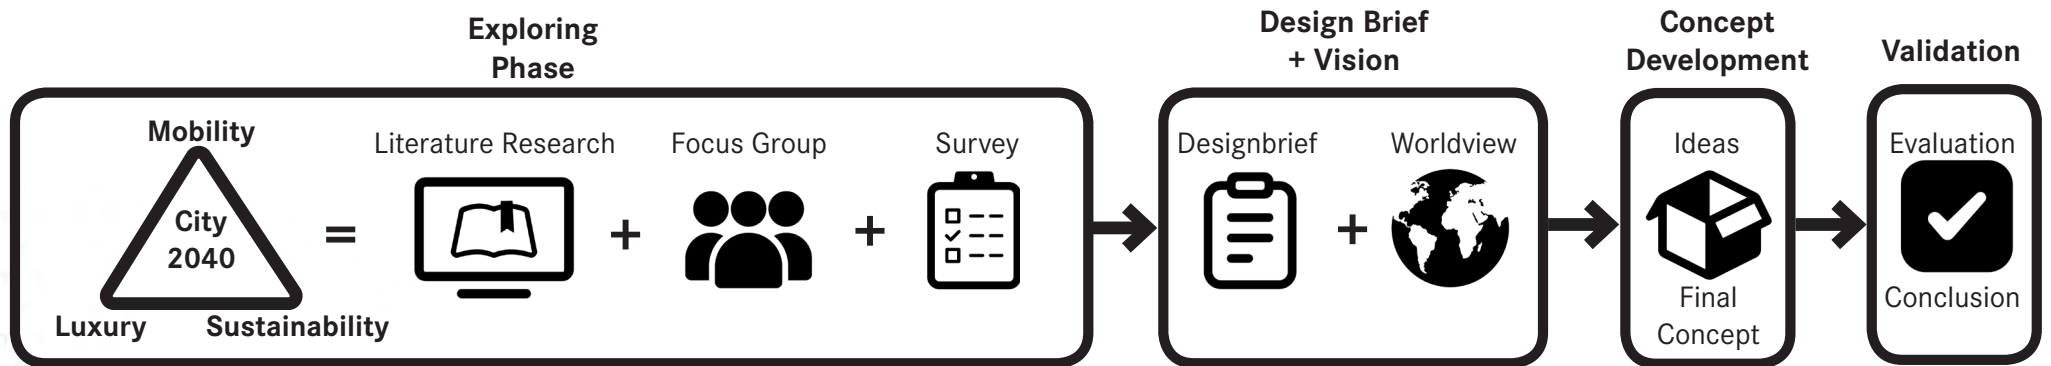 Exploring
Phase
Mobility
City
2040
Luxury
Sustainability
=
Literature Research
+
Focus Group
+
Survey
Design Brief
+ Vision
Designbrief
+
Worldview
Concept
Development
Ideas
Final
Concept
Validation
Evaluation
Conclusion